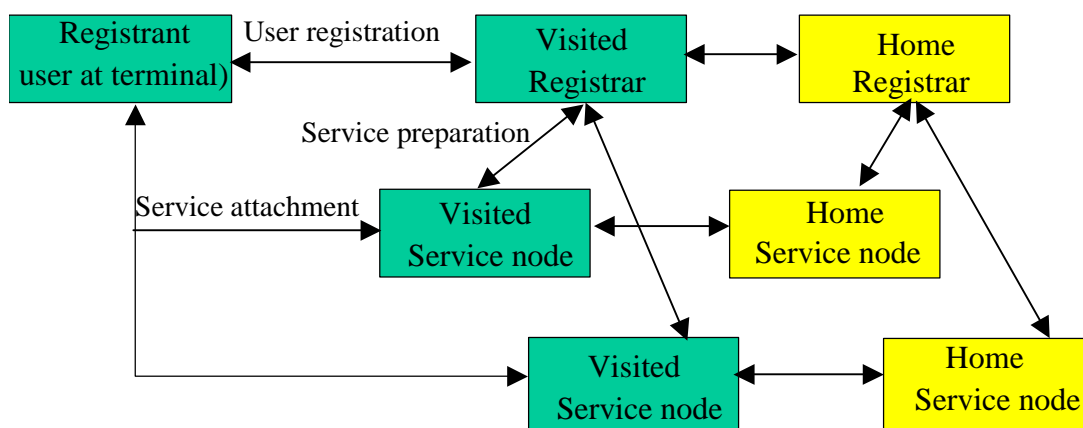 Registrant
user at terminal)
User registration
Visited
Registrar
Home
Registrar
Service preparation
Service attachment
Visited
Service node
Home
Service node
Visited
Service node
Home
Service node